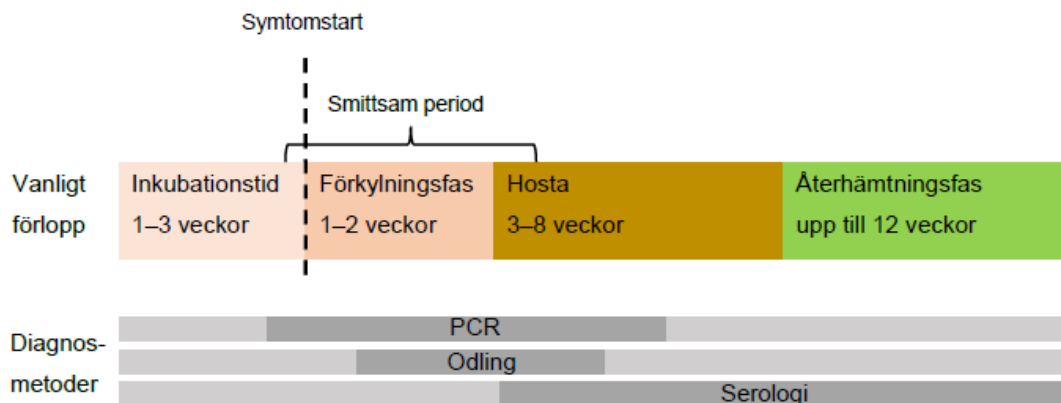 Symtomstart
Smittsam period
Vanligt
förlopp
Inkubationstid
1–3 veckor
Förkylningsfas
1–2 veckor
Hosta
3–8 veckor
Återhämtningsfas
upp till 12 veckor
Diagnos-
metoder
PCR
Odling
Serologi